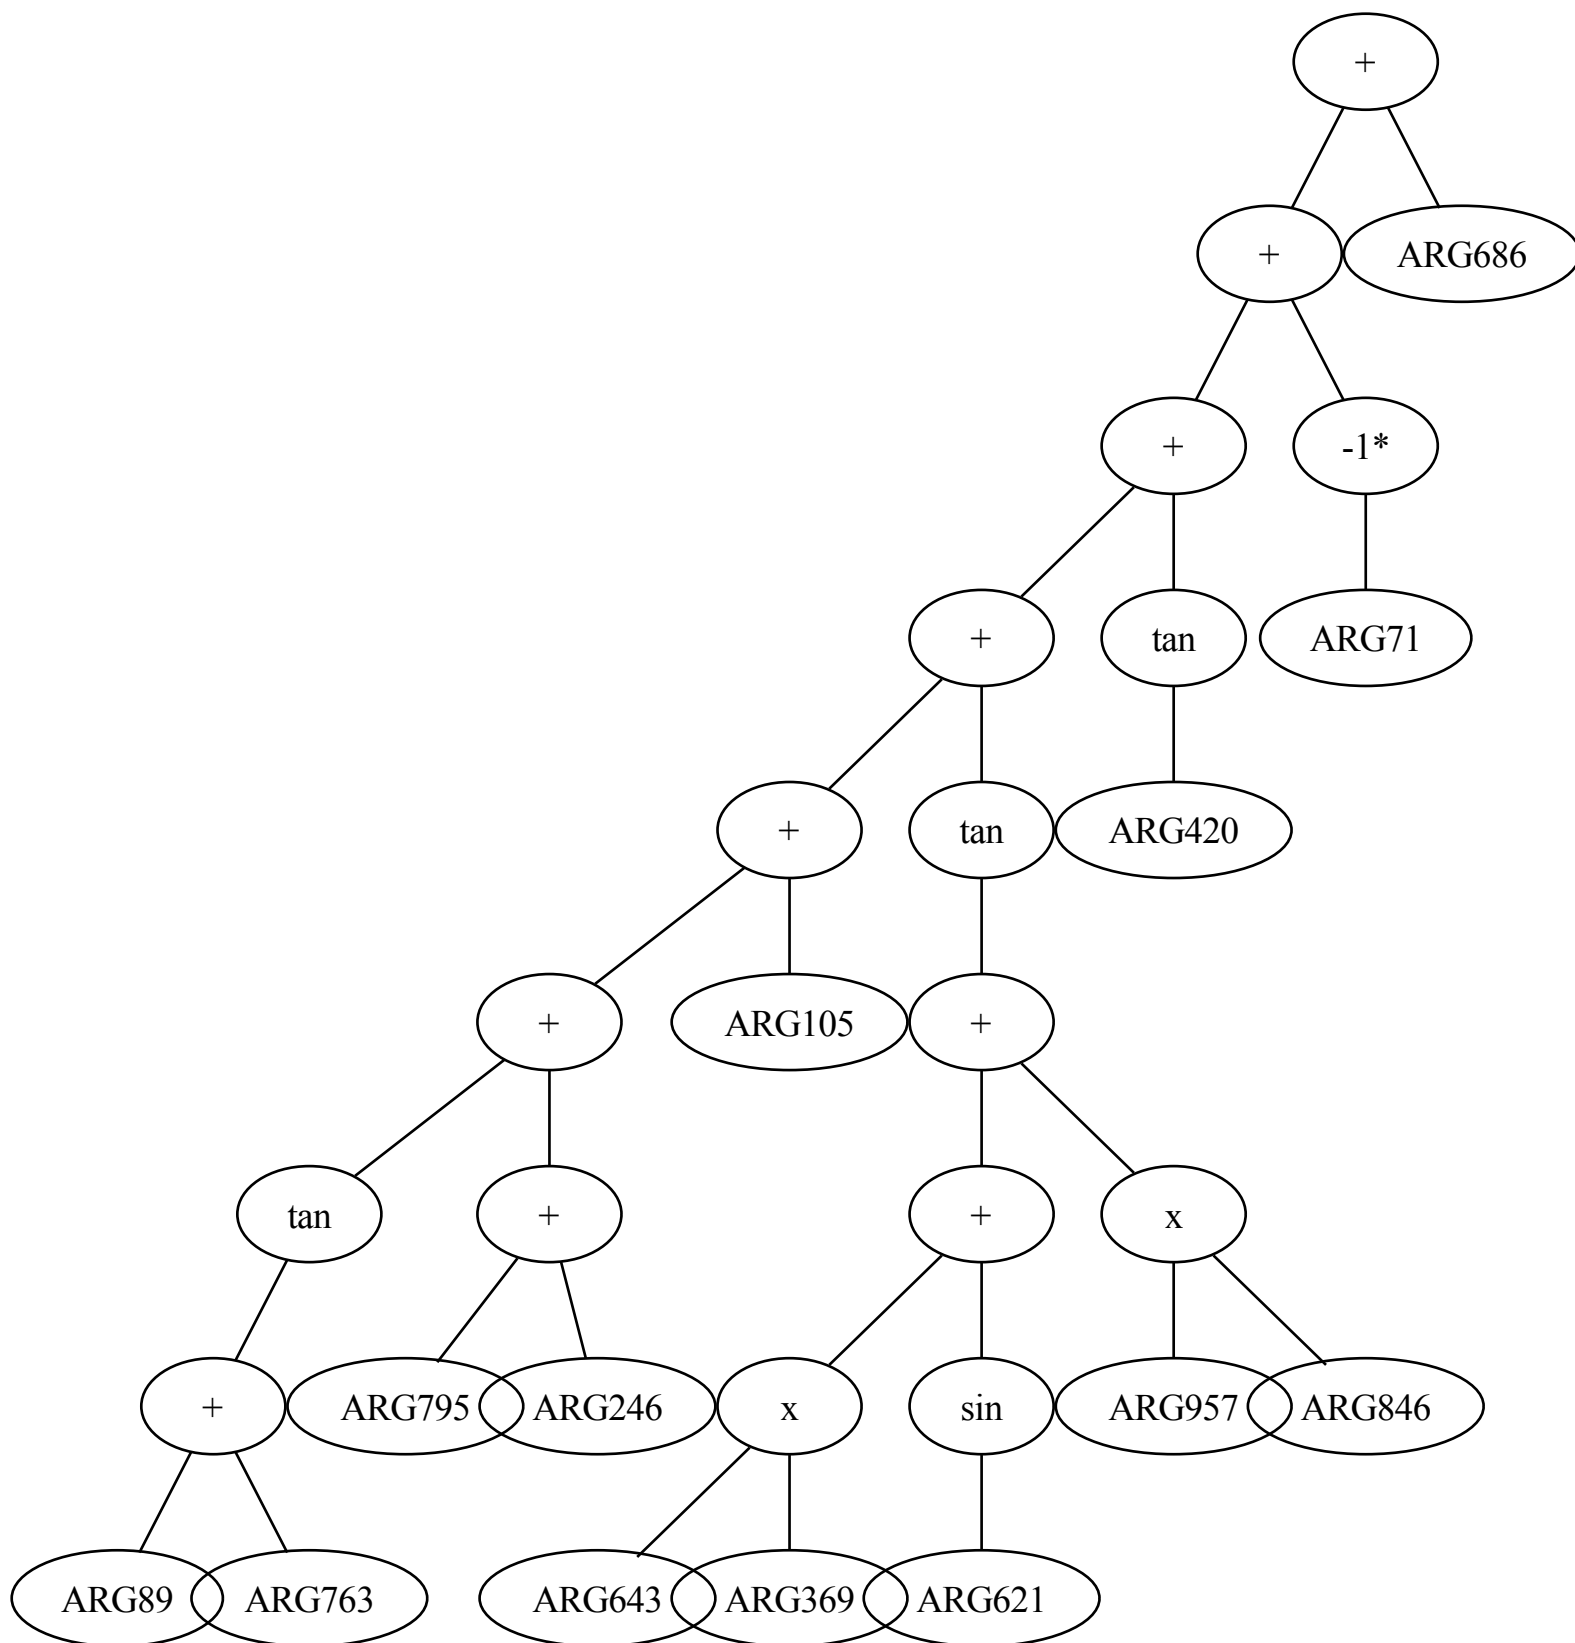 +
+ ARG686
+ -1*
+ tan ARG71
+ tan ARG420
+ ARG105 +
tan + + x
+ ARG795 ARG246 x sin ARG957 ARG846
ARG89 ARG763 ARG643 ARG369 ARG621